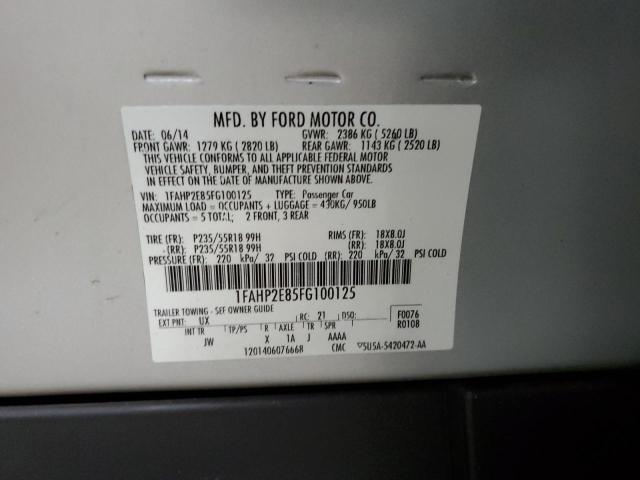 MFD. BY FORD MOTOR CO.
DATE: 06/14 GVWR: 2386 KG ( 5260 LB)
FRONT GAWR: 1279 KG ( 2820 LB) REAR GAWR: 1143 KG ( 2520 LB)
THIS VEHICLE CONFORMS TO ALL APPLICABLE FEDERAL MOTOR
VEHICLE SAFETY, BUMPER, AND THEFT PREVENTION STANDARDS
IN EFFECT ON THE DATE OF MANUFACTURE SHOWN ABOVE.
VIN: 1FAHP2E85FG100125 TYPE: Passenger Car
MAXIMUM LOAD = OCCUPANTS + LUGGAGE = 430KG/ 950LB
OCCUPANTS = 5 TOTAL; 2 FRONT, 3 REAR
TIRE (FR): P235/55R18 99H RIMS (FR): 18X8.0J
(RR): P235/55R18 99H (RR): 18X8.0J
PRESSURE (FR): 220 kPa/ 32 PSI COLD (RR): 220 kPa/ 32 PSI COLD
1FAHP2E85FG100125
TRAILER TOWING - SEE OWNER GUIDE
EXT PNT: UX RC: 21 DSO: F0076
INT TR TP/PS R AXLE TR SPR R0108
JW X 1A J AAAA
120140607666B CMC 5U5A-5420472-AA